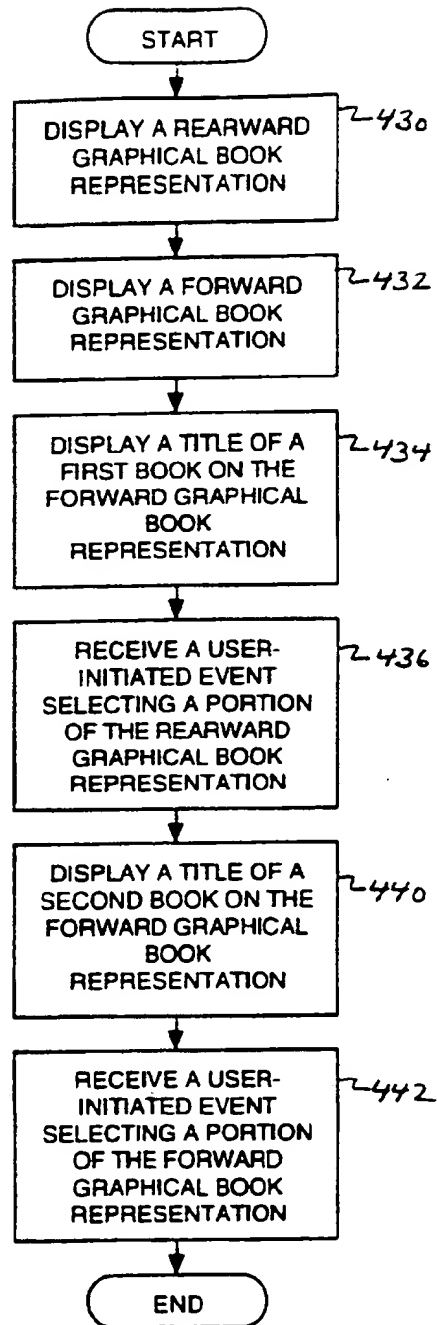 START
DISPLAY A REARWARD
GRAPHICAL BOOK
REPRESENTATION
430
DISPLAY A FORWARD
GRAPHICAL BOOK
REPRESENTATION
432
DISPLAY A TITLE OF A
FIRST BOOK ON THE
FORWARD GRAPHICAL
BOOK
REPRESENTATION
434
RECEIVE A USER-
INITIATED EVENT
SELECTING A PORTION
OF THE REARWARD
GRAPHICAL BOOK
REPRESENTATION
436
DISPLAY A TITLE OF A
SECOND BOOK ON THE
FORWARD GRAPHICAL
BOOK
REPRESENTATION
440
RECEIVE A USER-
INITIATED EVENT
SELECTING A PORTION
OF THE FORWARD
GRAPHICAL BOOK
REPRESENTATION
442
END